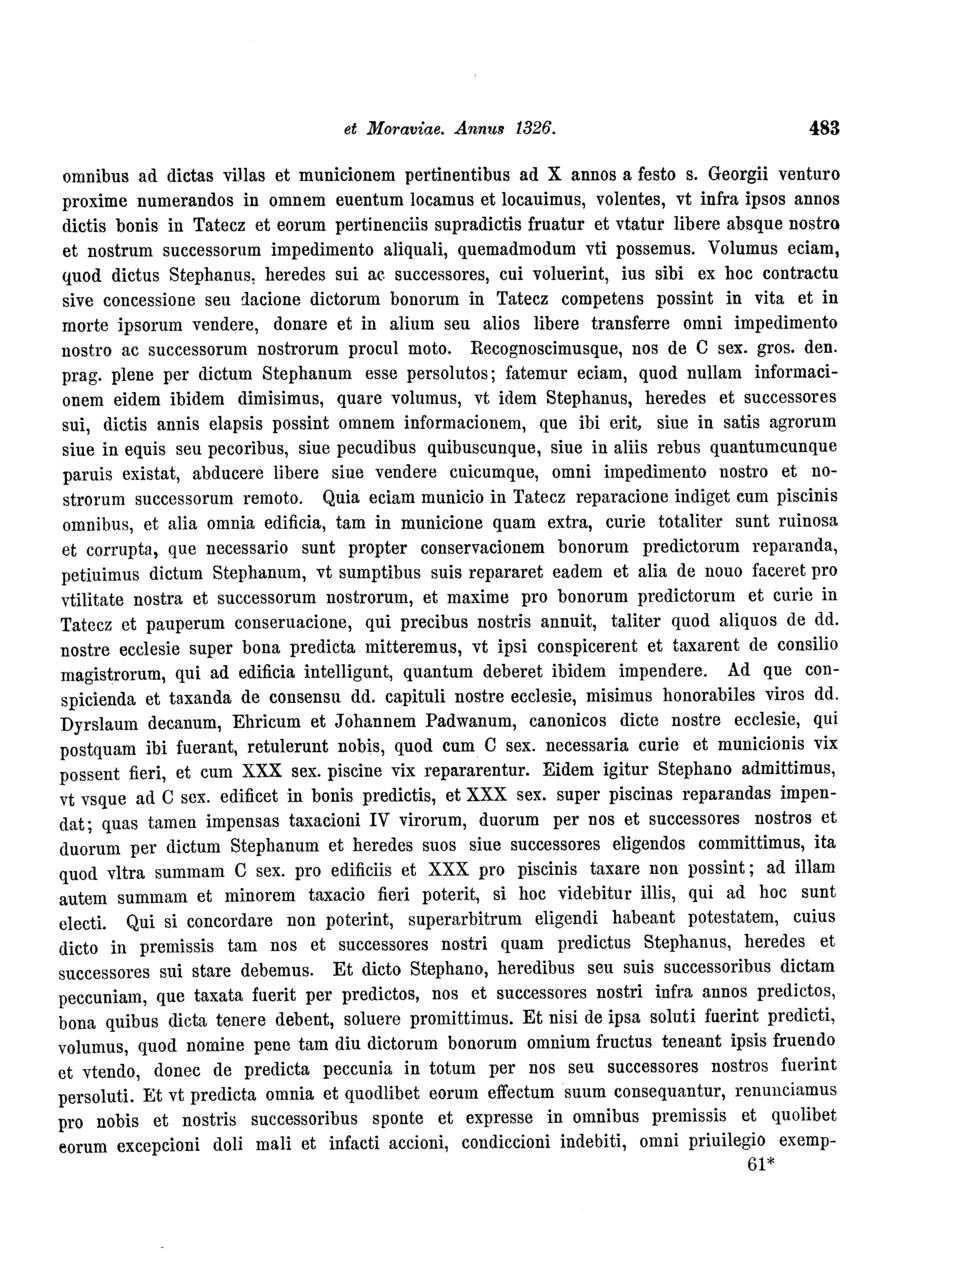 et Moraviae. Annus 1326. 483
omnibus ad dictas villas et municionem pertinentibus ad X annos a festo s. Georgii venturo
proxime numerandos in omnem euentum locamus et locauimus, volentes, vt infra ipsos annos
dictis bonis in Tatecz et eorum pertinenciis supradictis fruatur et vtatur libere absque nostro
et nostrum successorum impedimento aliquali, quemadmodum vti possemus. Volumus eciam,
quod dictus Stephanus, heredes sui ac successores, cui voluerint, ius sibi ex hoc contractu
sive concessione seu dacione dictorum bonorum in Tatecz competens possint in vita et in
morte ipsorum vendere, donare et in alium seu alios libere transferre omni impedimento
nostro ac successorum nostrorum procul moto. Recognoscimusque, nos de C sex. gros. den.
prag. plene per dictum Stephanum esse persolutos; fatemur eciam, quod nullam informaci-
onem eidem ibidem dimisimus, quare volumus, vt idem Stephanus, heredes et successores
sui, dictis annis elapsis possint omnem informacionem, que ibi erit, siue in satis agrorum
siue in equis seu pecoribus, siue pecudibus quibuscunque, siue in aliis rebus quantumcunque
paruis existat, abducere libere siue vendere cuicumque, omni impedimento nostro et no-
strorum successorum remoto. Quia eciam municio in Tatecz reparacione indiget cum piscinis
omnibus, et alia omnia edificia, tam in municione quam extra, curie totaliter sunt ruinosa
et corrupta, que necessario sunt propter conservacionem bonorum predictorum reparanda,
petiuimus dictum Stephanum, vt sumptibus suis repararet eadem et alia de nouo faceret pro
vtilitate nostra et successorum nostrorum, et maxime pro bonorum predictorum et curie in
Tatecz et pauperum conseruacione, qui precibus nostris annuit, taliter quod aliquos de dd.
nostre ecclesie super bona predicta mitteremus, vt ipsi conspicerent et taxarent de consilio
magistrorum, qui ad edificia intelligunt, quantum deberet ibidem impendere. Ad que con-
spicienda et taxanda de consensu dd. capituli nostre ecclesie, misimus honorabiles viros dd.
Dyrslaum decanum, Ehricum et Johannem Padwanum, canonicos dicte nostre ecclesie, qui
postquam ibi fuerant, retulerunt nobis, quod cum C sex. necessaria curie et municionis vix
possent fieri, et cum XXX sex. piscine vix repararentur. Eidem igitur Stephano admittimus,
vt vsque ad C sex. edificet in bonis predictis, et XXX sex. super piscinas reparandas impen-
dat; quas tamen impensas taxacioni IV virorum, duorum per nos et successores nostros et
duorum per dictum Stephanum et heredes suos siue successores eligendos committimus, ita
quod vltra summam C sex. pro edificiis et XXX pro piscinis taxare non possint; ad illam
autem summam et minorem taxacio fieri poterit, si hoc videbitur illis, qui ad hoc sunt
electi. Qui si concordare non poterint, superarbitrum eligendi habeant potestatem, cuius
dicto in premissis tam nos et successores nostri quam predictus Stephanus, heredes et
successores sui stare debemus. Et dicto Stephano, heredibus seu suis successoribus dictam
peccuniam, que taxata fuerit per predictos, nos et successores nostri infra annos predictos,
bona quibus dicta tenere debent, soluere promittimus. Et nisi de ipsa soluti fuerint predicti,
volumus, quod nomine pene tam diu dictorum bonorum omnium fructus teneant ipsis fruendo
et vtendo, donec de predicta peccunia in totum per nos seu successores nostros fuerint
persoluti. Et vt predicta omnia et quodlibet eorum effectum suum consequantur, renunciamus
pro nobis et nostris successoribus sponte et expresse in omnibus premissis et quolibet
eorum excepcioni doli mali et infacti accioni, condiccioni indebiti, omni priuilegio exemp-
61*